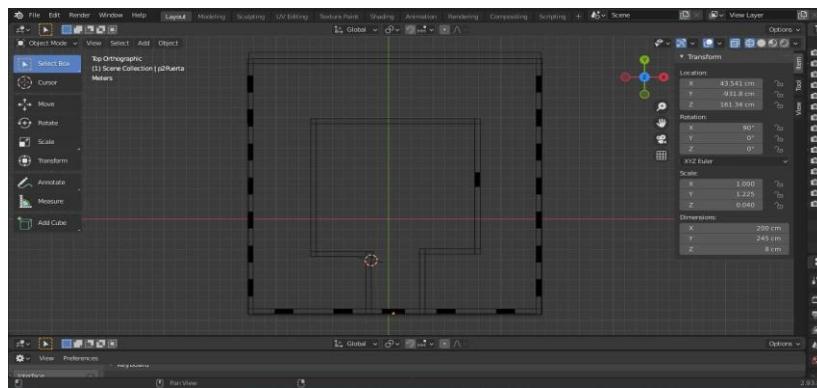 File Edit Render Window Help Layout Modeling Sculpting UV Editing Texture Paint Shading Animation Rendering Compositing Scripting + Scene View Layer
Global Options
Object Mode View Select Add Object
Top Orthographic
(1) Scene Collection | p2Puerta
Meters
Select Box
Cursor
Move
Rotate
Scale
Transform
Annotate
Measure
Add Cube
Transform
Location:
X 43.541 cm
Y -931.8 cm
Z 161.34 cm
Rotation:
X 90°
Y 0°
Z 0°
XYZ Euler
Scale:
X 1.000
Y 1.225
Z 0.040
Dimensions:
X 200 cm
Y 245 cm
Z 8 cm
Item
Tool
View
Y
X
Z
Global Options
View Preferences
Interface
Keyboard
Pan View
2.93